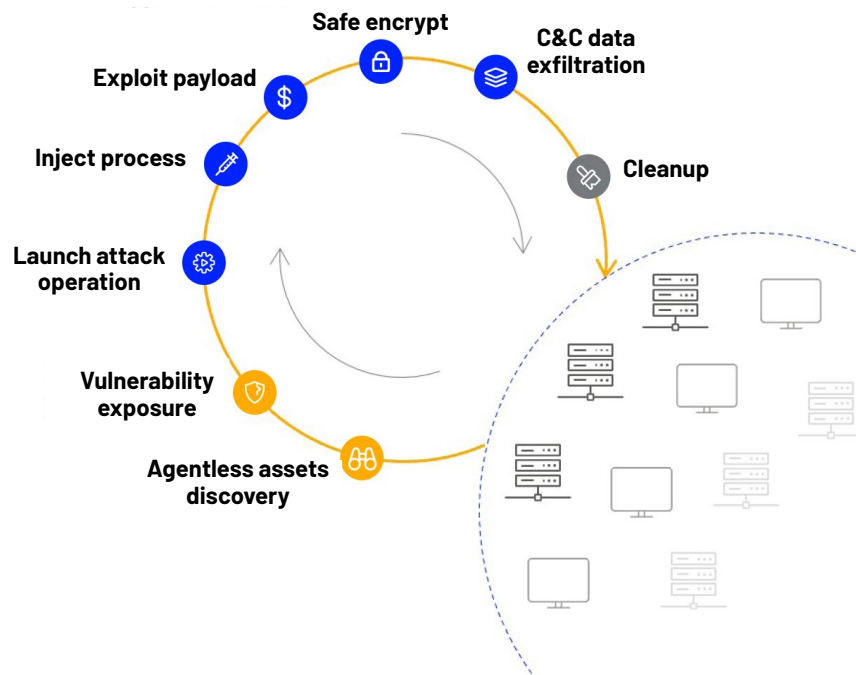 Safe encrypt
C&C data
exfiltration
Exploit payload
Inject process
Cleanup
Launch attack
operation
Vulnerability
exposure
Agentless assets
discovery